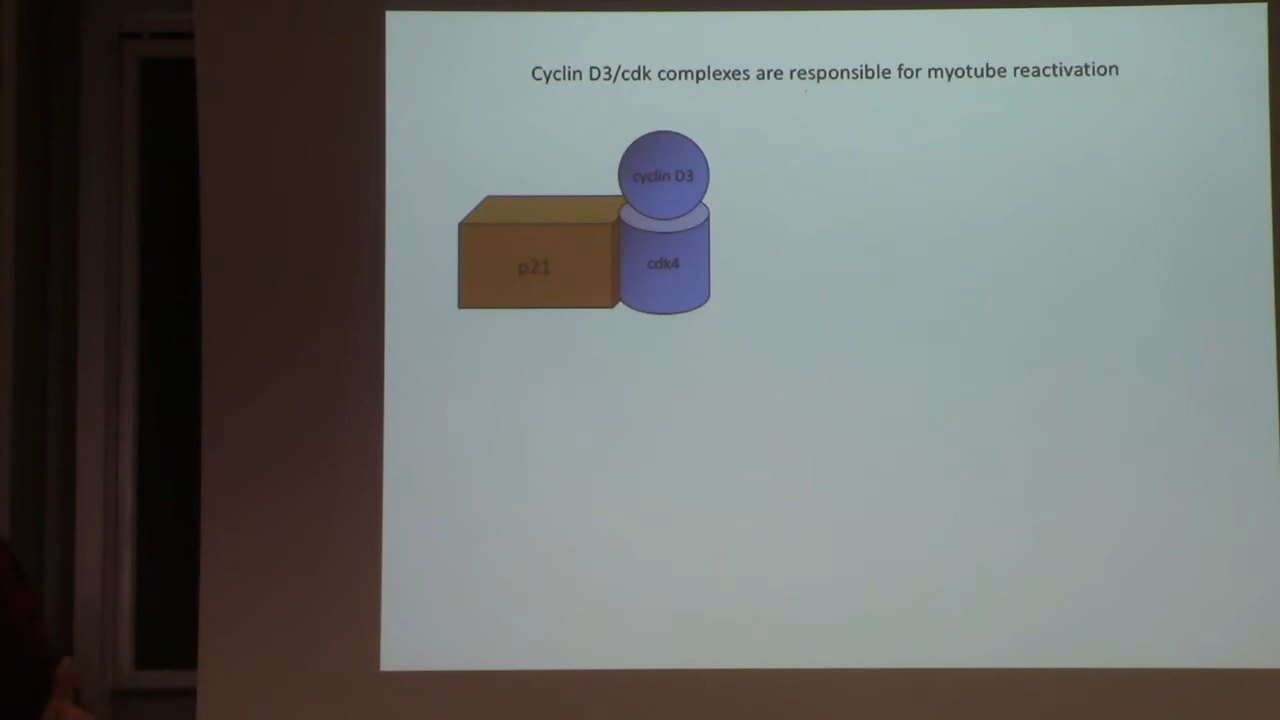 Cyclin D3/cdk complexes are responsible for myotube reactivation
cyclin D3
p21
cdk4